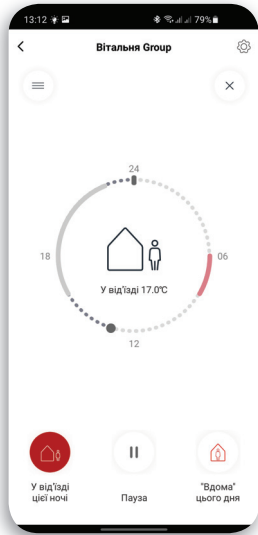 13:12 79%
Вітальня Group
24
18
06
У від'їзді 17.0°C
12
У від'їзді
цієї ночі
Пауза
"Вдома"
цього дня